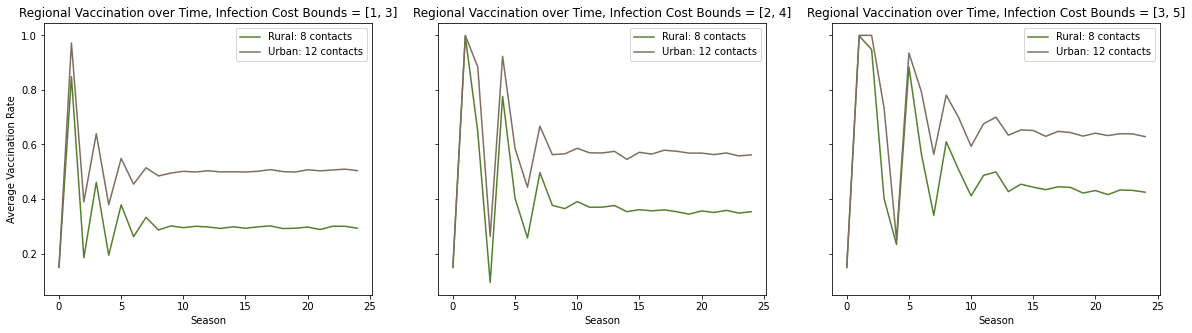 Regional Vaccination over Time, Infection Cost Bounds = [1, 3]
Average Vaccination Rate
1.0
0.8
0.6
0.4
0.2
Rural: 8 contacts
Urban: 12 contacts
0 5 10 15 20 25
Season
Regional Vaccination over Time, Infection Cost Bounds = [2, 4]
Rural: 8 contacts
Urban: 12 contacts
0 5 10 15 20 25
Season
Regional Vaccination over Time, Infection Cost Bounds = [3, 5]
Rural: 8 contacts
Urban: 12 contacts
0 5 10 15 20 25
Season